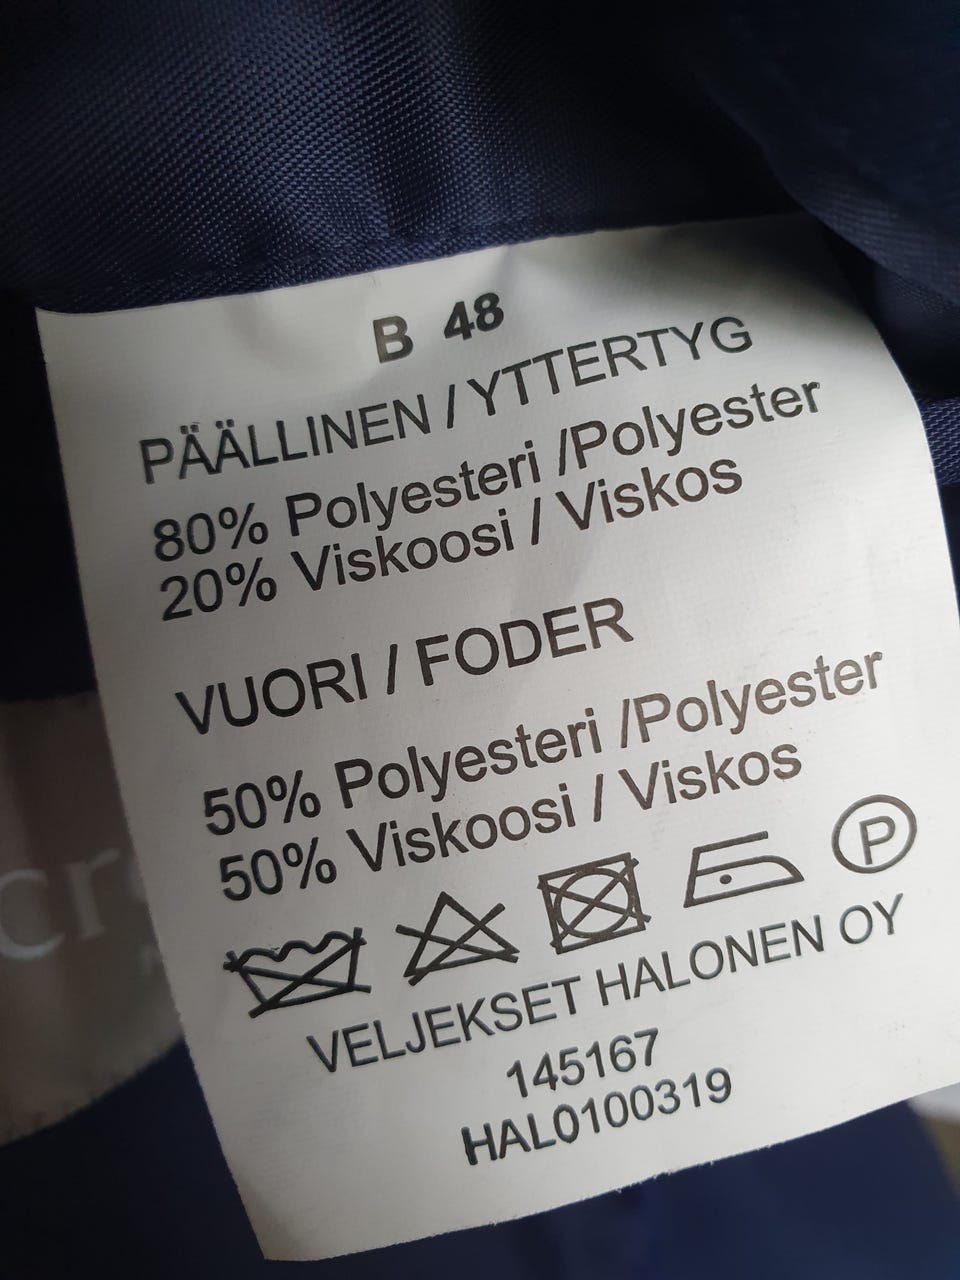 B 48
PÄÄLLINEN / YTTERTYG
80% Polyesteri /Polyester
20% Viskoosi / Viskos
VUORI / FODER
50% Polyesteri /Polyester
50% Viskoosi / Viskos
P
VELJEKSET HALONEN OY
145167
HAL0100319